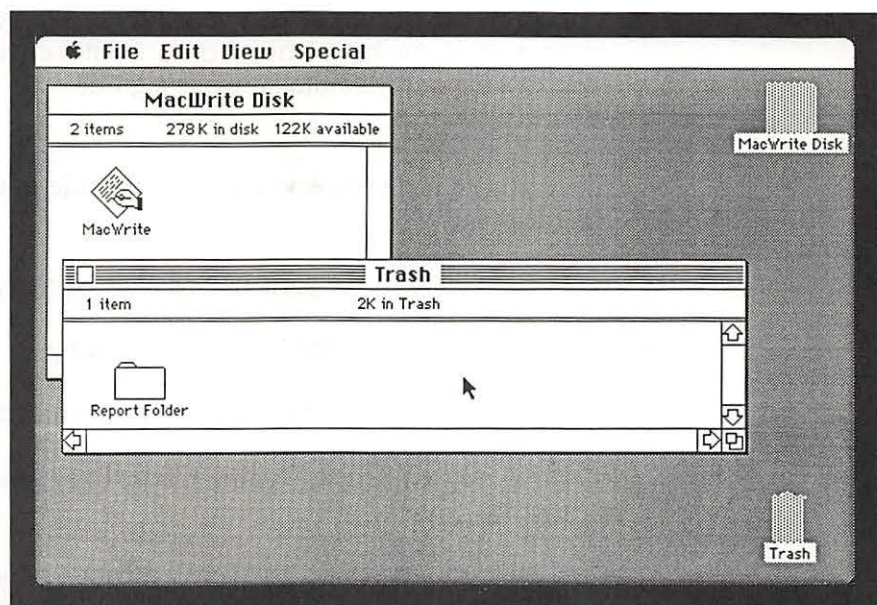 File Edit View Special
MacWrite Disk
2 items 278K in disk 122K available
MacWrite
MacWrite Disk
Trash
1 item 2K in Trash
Report Folder
Trash